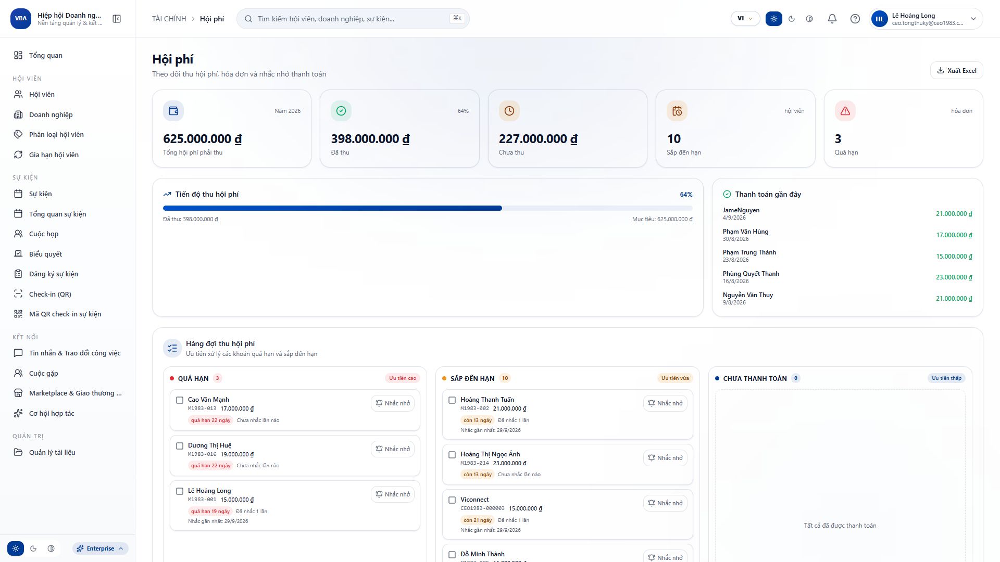 VBA
Hiệp hội Doanh ng...
Nền tảng quản lý & kết ...
TÀI CHÍNH > Hội phí
Tìm kiếm hội viên, doanh nghiệp, sự kiện...
⌘K
VI
HL
Lê Hoàng Long
ceo.tongthuky@ceo1983.c...
Tổng quan
HỘI VIÊN
Hội viên
Doanh nghiệp
Phân loại hội viên
Gia hạn hội viên
SỰ KIỆN
Sự kiện
Tổng quan sự kiện
Cuộc họp
Biểu quyết
Đăng ký sự kiện
Check-in (QR)
Mã QR check-in sự kiện
KẾT NỐI
Tin nhắn & Trao đổi công việc
Cuộc gặp
Marketplace & Giao thương ...
Cơ hội hợp tác
QUẢN TRỊ
Quản lý tài liệu
Enterprise
Hội phí
Theo dõi thu hội phí, hóa đơn và nhắc nhở thanh toán
Xuất Excel
Năm 2026
625.000.000 ₫
Tổng hội phí phải thu
64%
398.000.000 ₫
Đã thu
227.000.000 ₫
Chưa thu
hội viên
10
Sắp đến hạn
hóa đơn
3
Quá hạn
Tiến độ thu hội phí
64%
Đã thu: 398.000.000 ₫
Mục tiêu: 625.000.000 ₫
Thanh toán gần đây
JameNguyen
4/9/2026
21.000.000 ₫
Phạm Văn Hùng
30/8/2026
17.000.000 ₫
Phạm Trung Thành
23/8/2026
15.000.000 ₫
Phùng Quyết Thanh
16/8/2026
23.000.000 ₫
Nguyễn Văn Thuy
9/8/2026
21.000.000 ₫
Hàng đợi thu hội phí
Ưu tiên xử lý các khoản quá hạn và sắp đến hạn
QUÁ HẠN 3
Ưu tiên cao
Cao Văn Mạnh
M1983-013 17.000.000 ₫
quá hạn 22 ngày Chưa nhắc lần nào
Nhắc nhở
Dương Thị Huệ
M1983-016 19.000.000 ₫
quá hạn 22 ngày Chưa nhắc lần nào
Nhắc nhở
Lê Hoàng Long
M1983-001 15.000.000 ₫
quá hạn 19 ngày Đã nhắc 1 lần
Nhắc gần nhất: 29/9/2026
Nhắc nhở
SẮP ĐẾN HẠN 10
Ưu tiên vừa
Hoàng Thanh Tuấn
M1983-002 21.000.000 ₫
còn 13 ngày Đã nhắc 1 lần
Nhắc gần nhất: 29/9/2026
Nhắc nhở
Hoàng Thị Ngọc Ánh
M1983-014 23.000.000 ₫
còn 13 ngày Chưa nhắc lần nào
Nhắc nhở
Viconnect
CEO1983-000003 15.000.000 ₫
còn 21 ngày Đã nhắc 1 lần
Nhắc gần nhất: 29/9/2026
Nhắc nhở
Đỗ Minh Thành
Nhắc nhở
CHƯA THANH TOÁN 0
Ưu tiên thấp
Tất cả đã được thanh toán